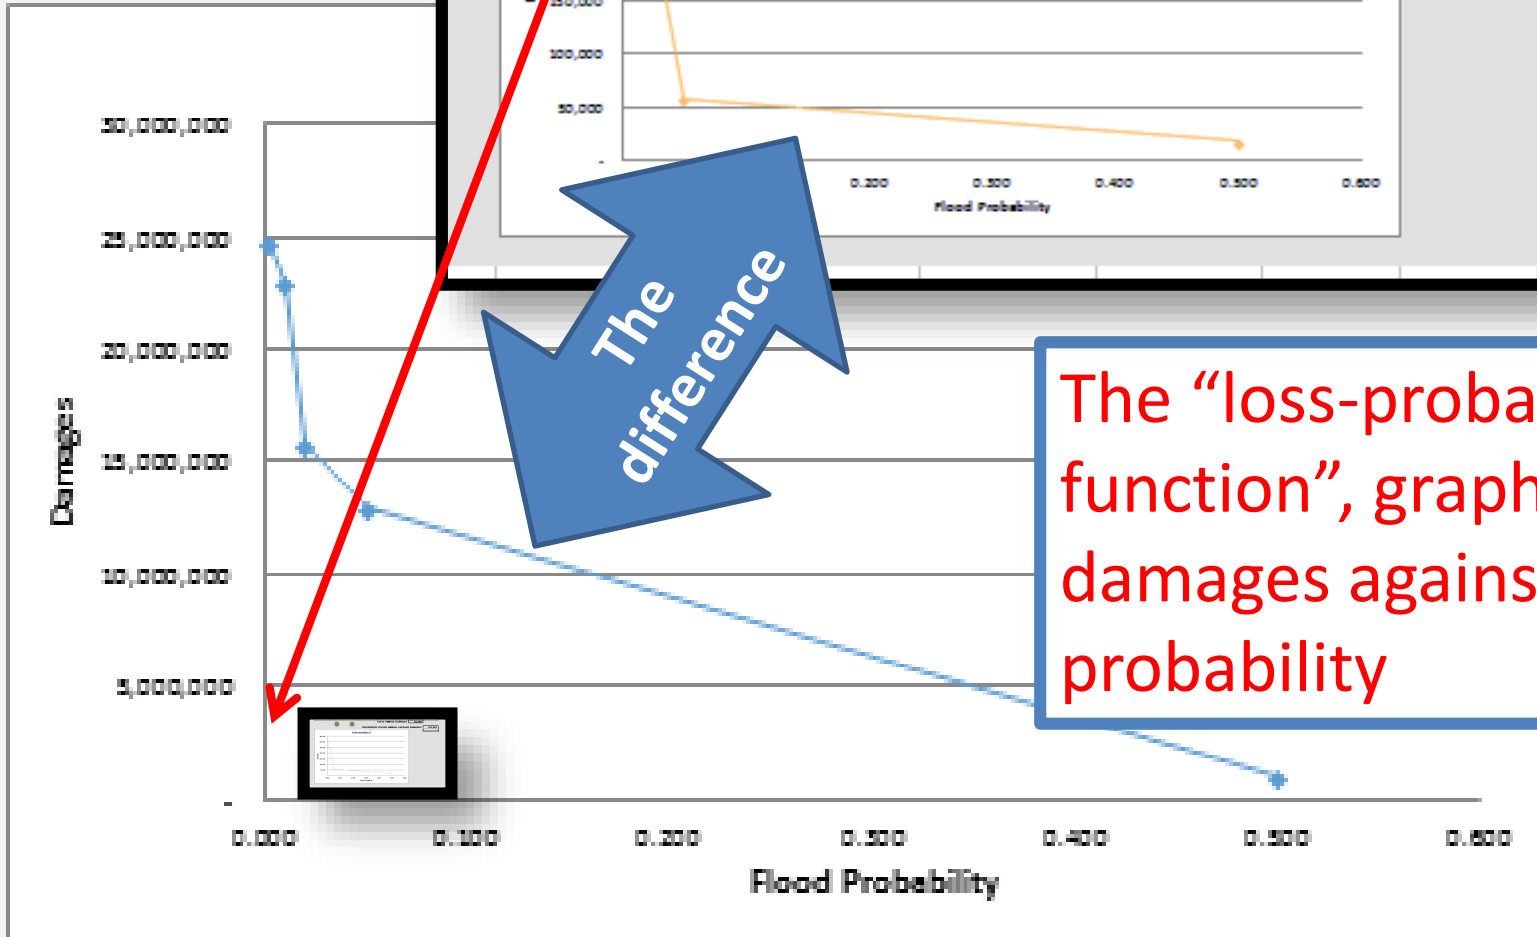 100,000
50,000
-
0.200 0.300 0.400 0.500 0.600
Flood Probability
30,000,000
25,000,000
20,000,000
15,000,000
10,000,000
5,000,000
-
Damages
0.000 0.100 0.200 0.300 0.400 0.500 0.600
Flood Probability
The
difference
The “loss-proba
function”, graph
damages agains
probability